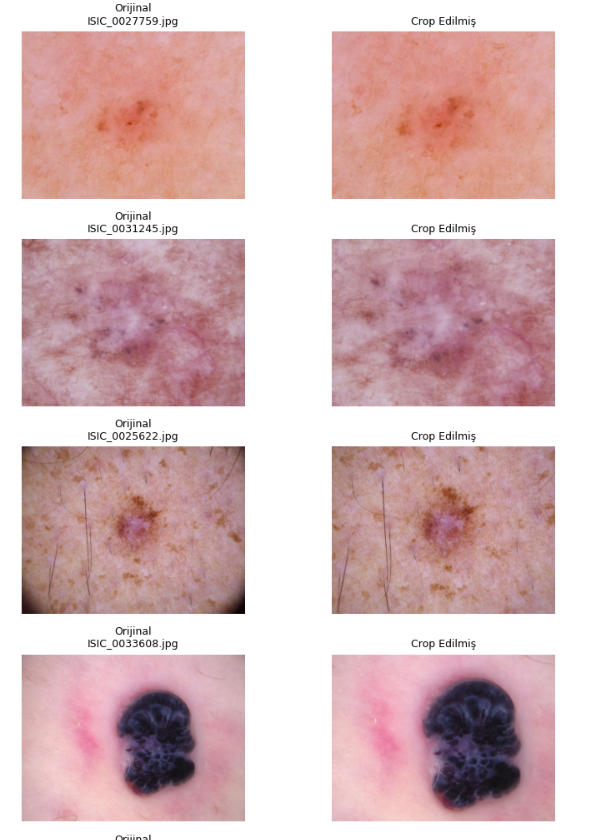 Orijinal
ISIC_0027759.jpg
Crop Edilmiş
Orijinal
ISIC_0031245.jpg
Crop Edilmiş
Orijinal
ISIC_0025622.jpg
Crop Edilmiş
Orijinal
ISIC_0033608.jpg
Crop Edilmiş
Orijinal